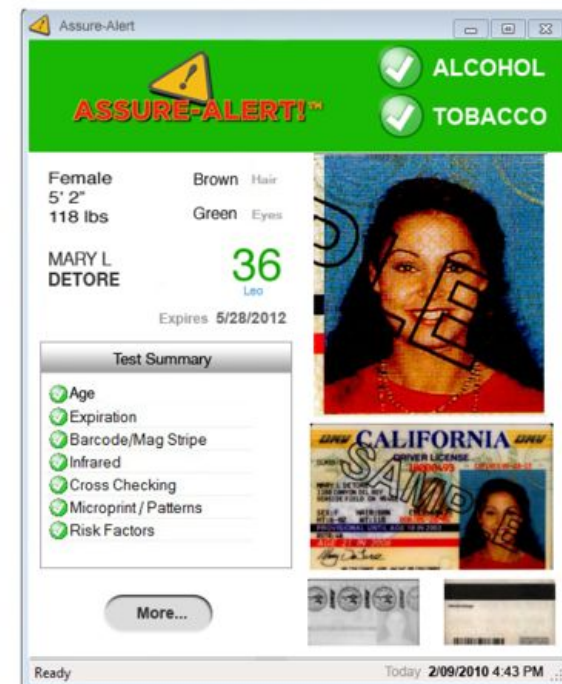 Assure-Alert
ASSURE-ALERT!™
ALCOHOL
TOBACCO
Female
5' 2"
118 lbs
Brown Hair
Green Eyes
MARY L
DETORE
36
Leo
Expires 5/28/2012
Test Summary
Age
Expiration
Barcode/Mag Stripe
Infrared
Cross Checking
Microprint / Patterns
Risk Factors
More...
DMV CALIFORNIA DMV
DRIVER LICENSE
SAMPLE
Ready
Today 2/09/2010 4:43 PM